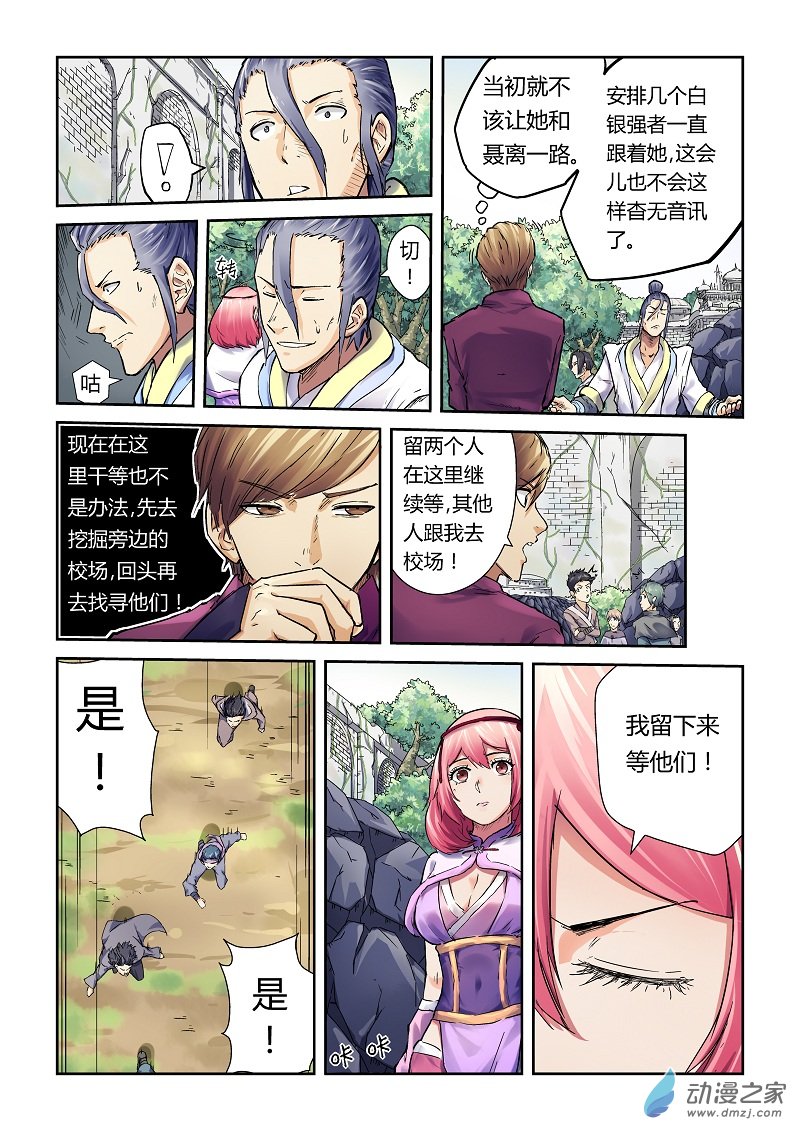 ！
当初就不
该让她和
聂离一路。
安排几个白
银强者一直
跟着她，这会
儿也不会这
样杳无音讯
了。
咕
转
切
！
现在在这
里干等也不
是办法，先去
挖掘旁边的
校场，回头再
去找寻他们！
留两个人
在这里继
续等，其他
人跟我去
校场！
是！
是！
咔 咔
我留下来
等他们！
动漫之家
www.dmzj.com